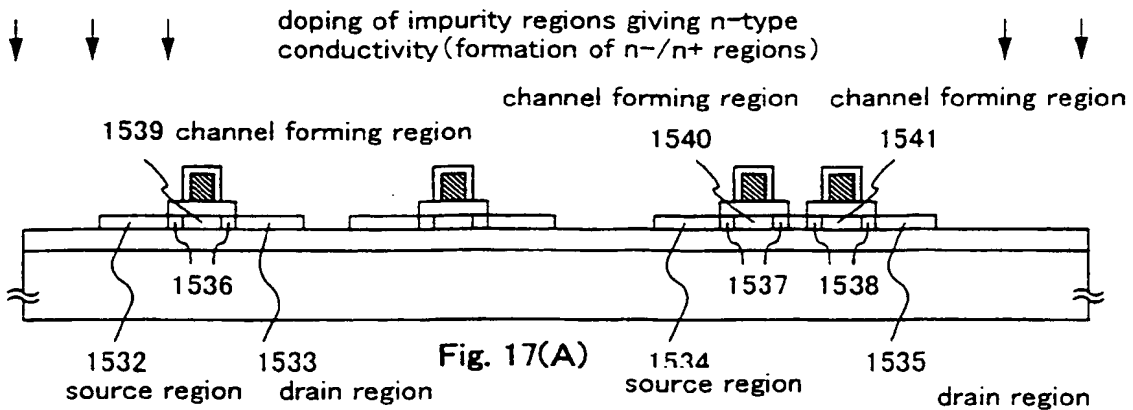 doping of impurity regions giving n-type
conductivity (formation of n-/n+ regions)
channel forming region channel forming region
1539 channel forming region 1540 1541
1536 1537 1538
1532 1533 Fig. 17(A) 1534 1535
source region drain region source region drain region